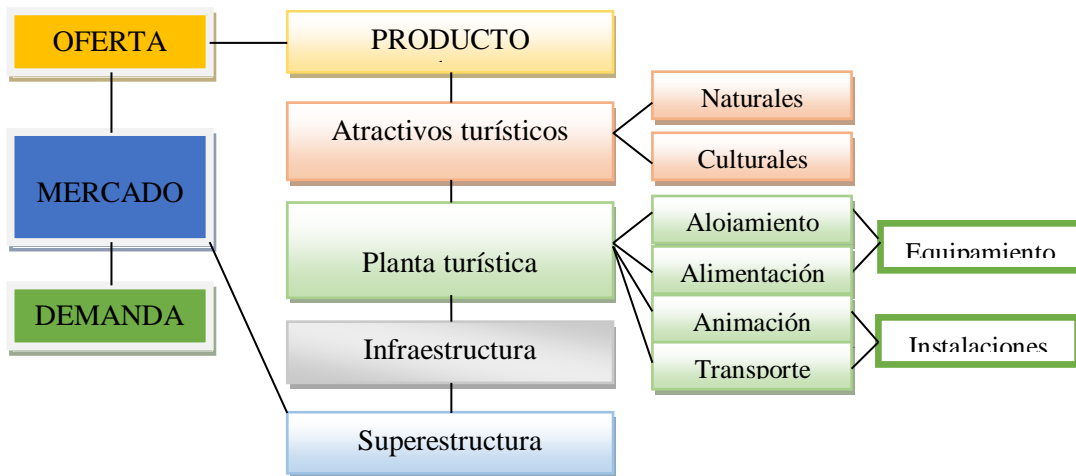 OFERTA
PRODUCTO
Atractivos turísticos
Naturales
Culturales
MERCADO
Planta turística
Alojamiento
Alimentación
Equipamiento
DEMANDA
Animación
Infraestructura
Instalaciones
Transporte
Superestructura